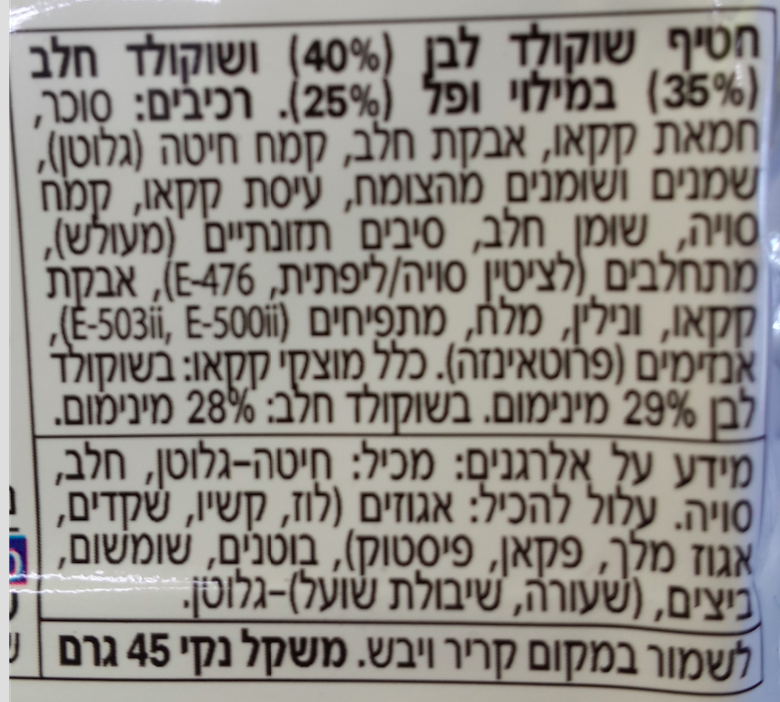 חטיף שוקולד לבן (40%) ושוקולד חלב
(35%) במילוי ופל (25%). רכיבים: סוכר,
חמאת קקאו, אבקת חלב, קמח חיטה (גלוטן),
שמנים ושומנים מהצומח, עיסת קקאו, קמח
סויה, שומן חלב, סיבים תזונתיים (מעולש),
מתחלבים (לציטין סויה/ליפתית, E-476), אבקת
קקאו, ונילין, מלח, מתפיחים (E-503ii, E-500ii),
אנזימים (פרוטאינזה). כלל מוצקי קקאו: בשוקולד
לבן 29% מינימום. בשוקולד חלב: 28% מינימום.
מידע על אלרגנים: מכיל: חיטה-גלוטן, חלב,
סויה. עלול להכיל: אגוזים (לוז, קשיו, שקדים,
אגוז מלך, פקאן, פיסטוק), בוטנים, שומשום,
ביצים, (שעורה, שיבולת שועל)-גלוטן.
לשמור במקום קריר ויבש. משקל נקי 45 גרם